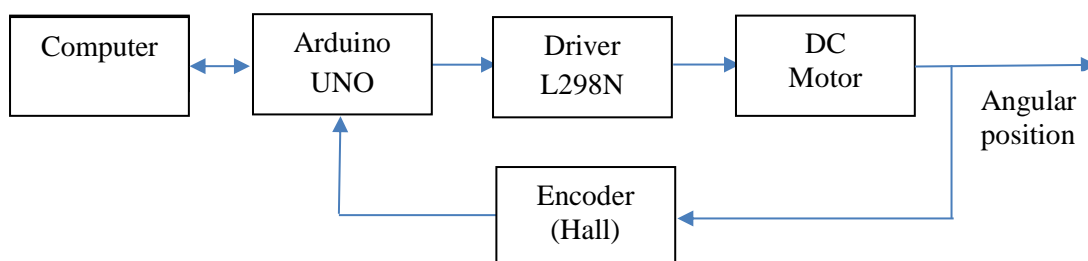 Computer
Arduino
UNO
Driver
L298N
DC
Motor
Angular
position
Encoder
(Hall)